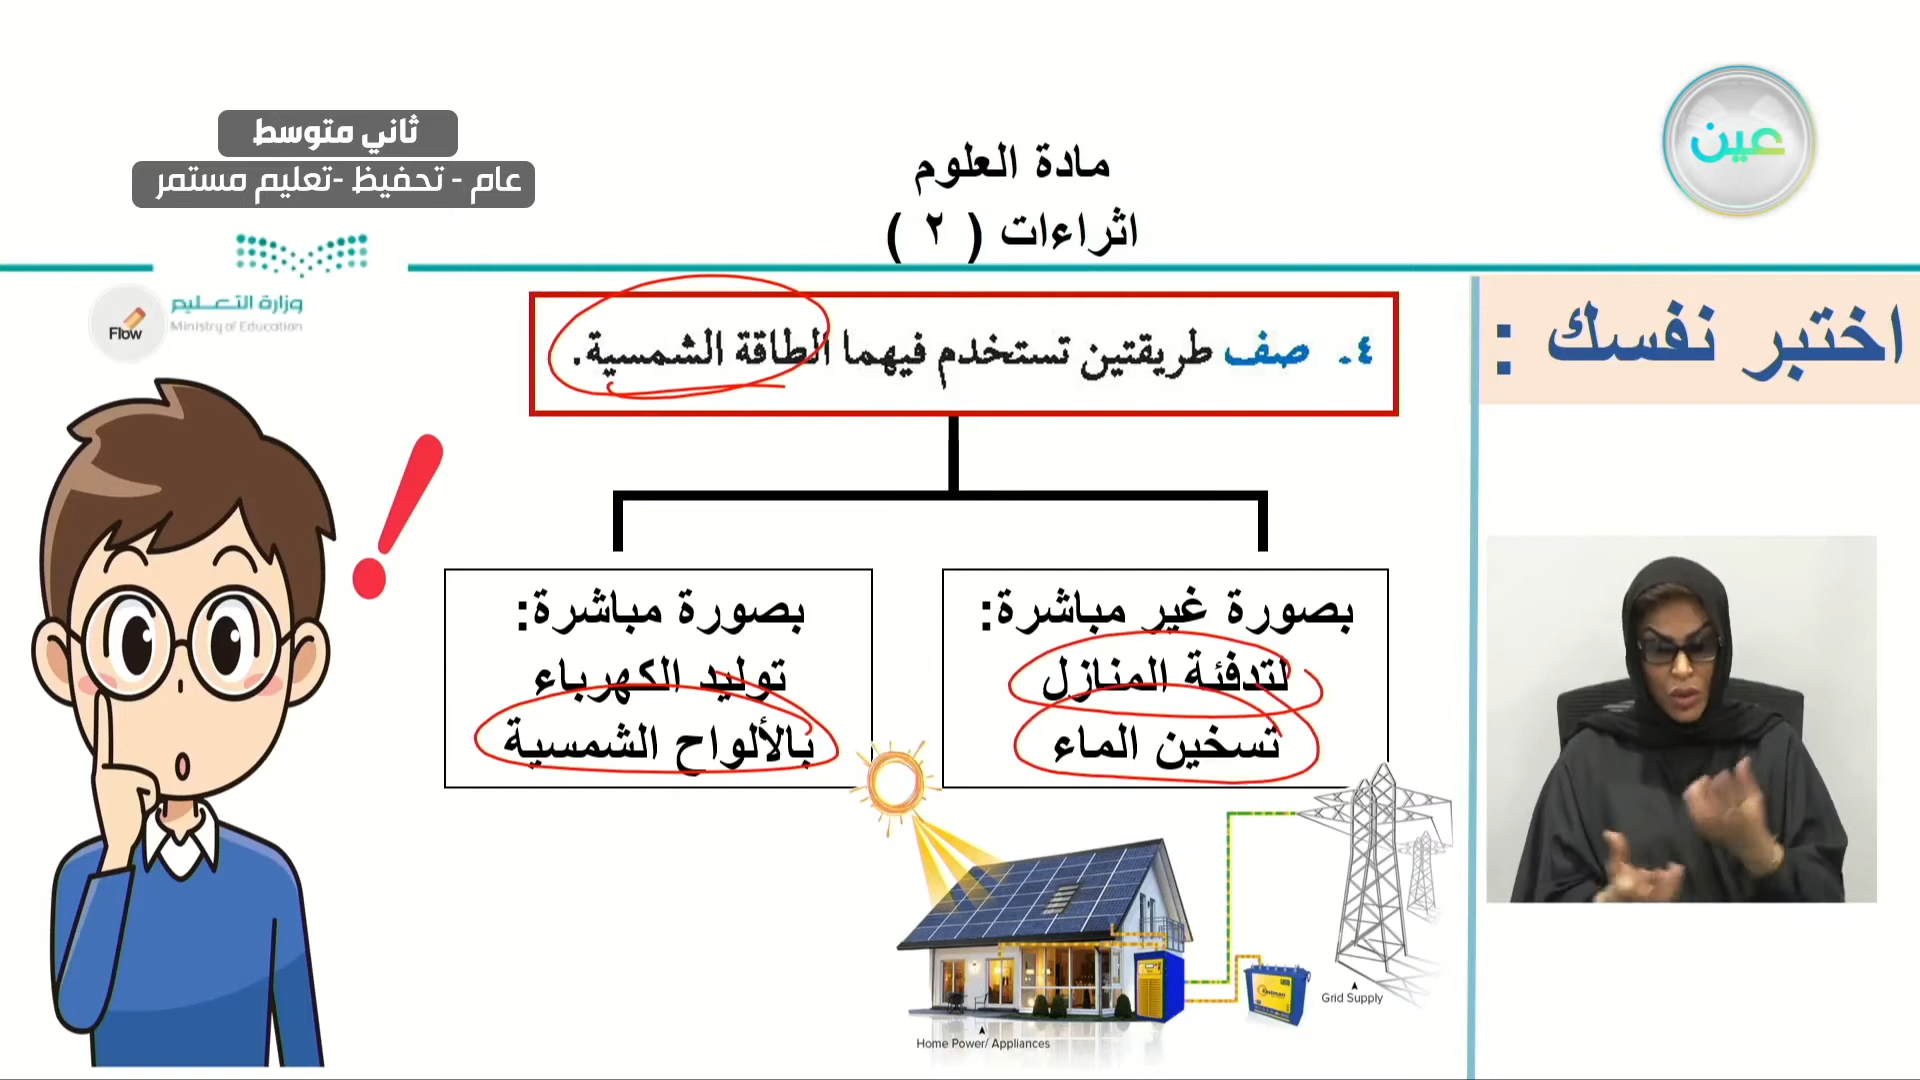 ثاني متوسط
عام - تحفيظ -تعليم مستمر
عين
مادة العلوم
اثراءات ( ٢ )
وزارة التعـــليم
Ministry of Education
Flow
اختبر نفسك :
٤. صف طريقتين تستخدم فيهما الطاقة الشمسية.
بصورة غير مباشرة:
لتدفئة المنازل
تسخين الماء
بصورة مباشرة:
توليد الكهرباء
بالألواح الشمسية
Grid Supply
Home Power/ Appliances